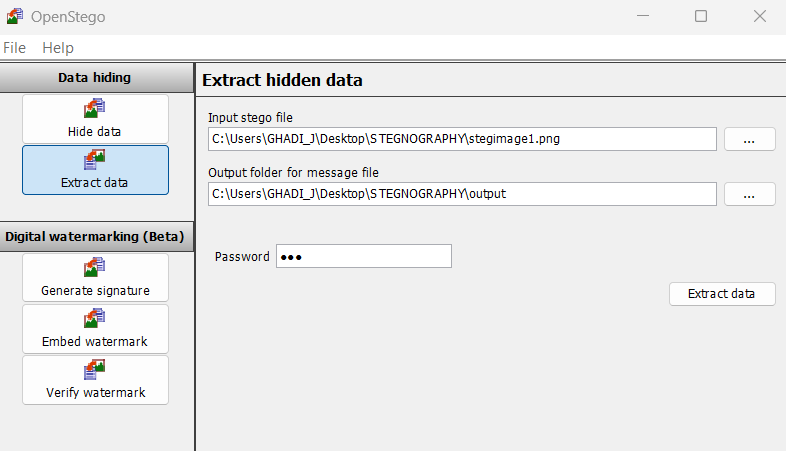 OpenStego
File Help
Data hiding
Hide data
Extract data
Digital watermarking (Beta)
Generate signature
Embed watermark
Verify watermark
Extract hidden data
Input stego file
C:\Users\GHADI_J\Desktop\STEGNOGRAPHY\stegimage1.png
...
Output folder for message file
C:\Users\GHADI_J\Desktop\STEGNOGRAPHY\output
...
Password ●●●
Extract data